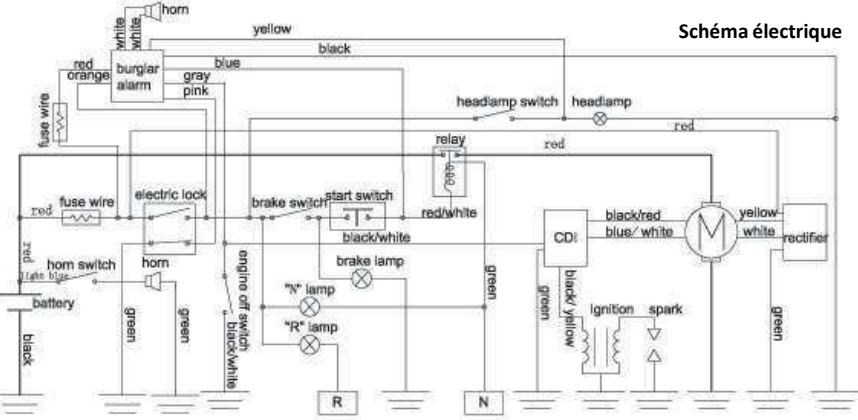 Schéma électrique
horn
white
white
yellow
black
blue
red
orange
burglar
alarm
gray
pink
fuse wire
headlamp switch
headlamp
red
relay
red
red
fuse wire
electric lock
brake switch
start switch
red/white
black/white
black/red
blue/ white
CDI
M
yellow
white
rectifier
red
horn switch
horn
light blue
brake lamp
"N" lamp
"R" lamp
engine off switch
black/white
battery
black
green
green
green
green
black/ yellow
ignition
spark
green
R
N